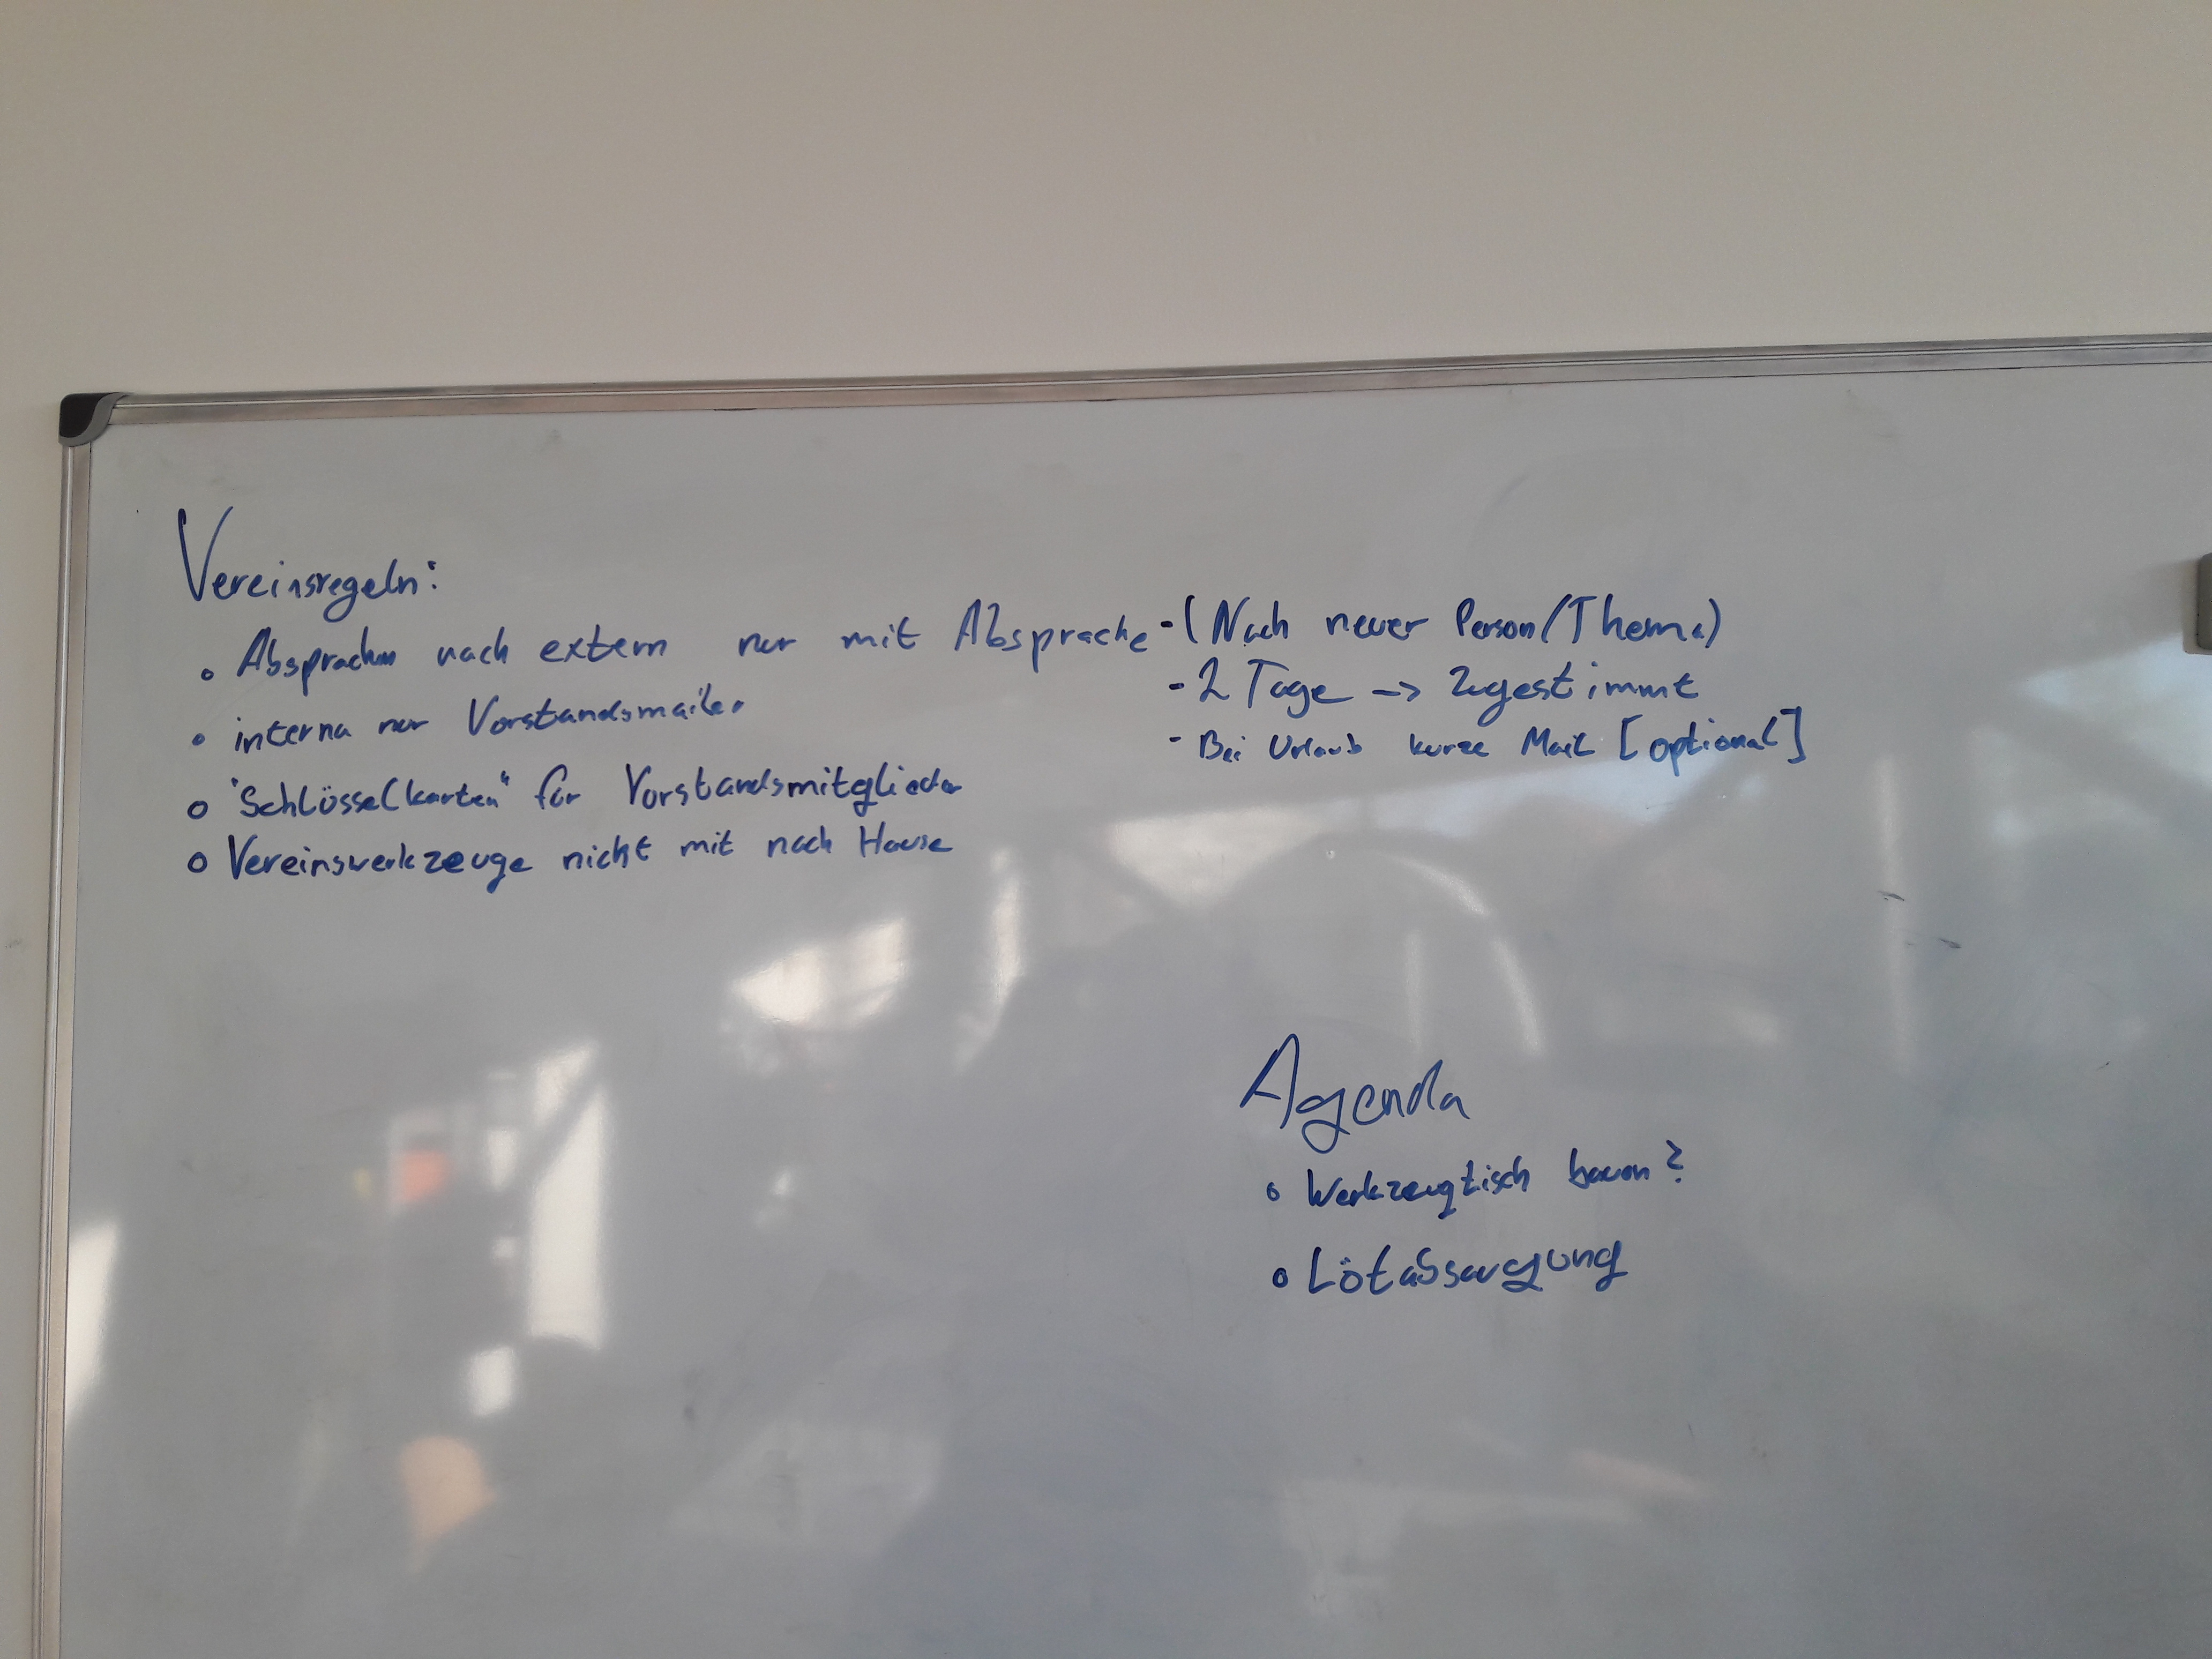 Vereinsregeln:
• Absprachen nach extern nur mit Absprache - (Nach neuer Person/Thema)
- 2 Tage -> Zugestimmt
- Bei Urlaub kurze Mail [optional]
• interna nur Vorstandsmailer
• "Schlüsselkarten" für Vorstandsmitglieder
• Vereinswerkzeuge nicht mit nach Hause
Agenda
• Werkzeugtisch bauen?
• Lötabsaugung